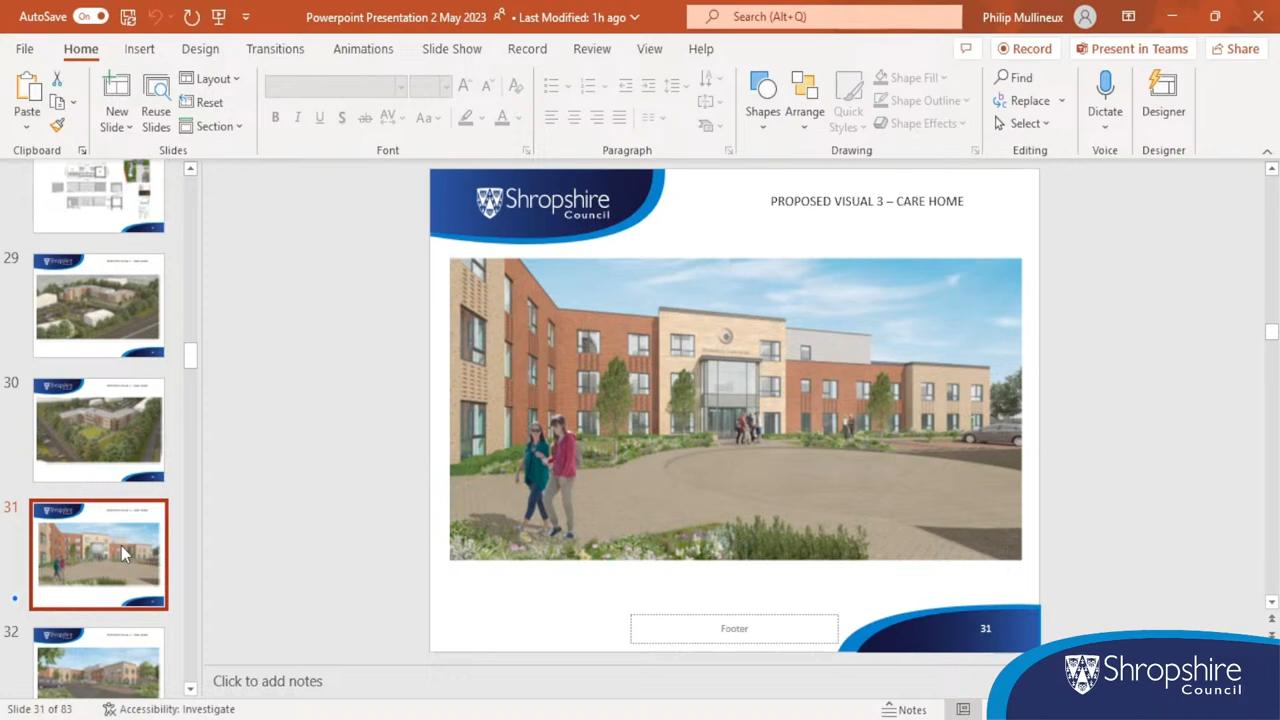 AutoSave On Powerpoint Presentation 2 May 2023 • Last Modified: 1h ago Search (Alt+Q) Philip Mullineux
File Home Insert Design Transitions Animations Slide Show Record Review View Help Record Present in Teams Share
Paste
New
Slide
Reuse
Slides
Layout
Reset
Section
B I U S ab AV Aa A
Shapes
Arrange
Quick
Styles
Shape Fill
Shape Outline
Shape Effects
Find
Replace
Select
Dictate
Designer
Clipboard Slides Font Paragraph Drawing Editing Voice Designer
29
30
31
32
Shropshire
Council
PROPOSED VISUAL 3 – CARE HOME
Footer
31
Click to add notes
Slide 31 of 83 Accessibility: Investigate Notes
Shropshire
Council